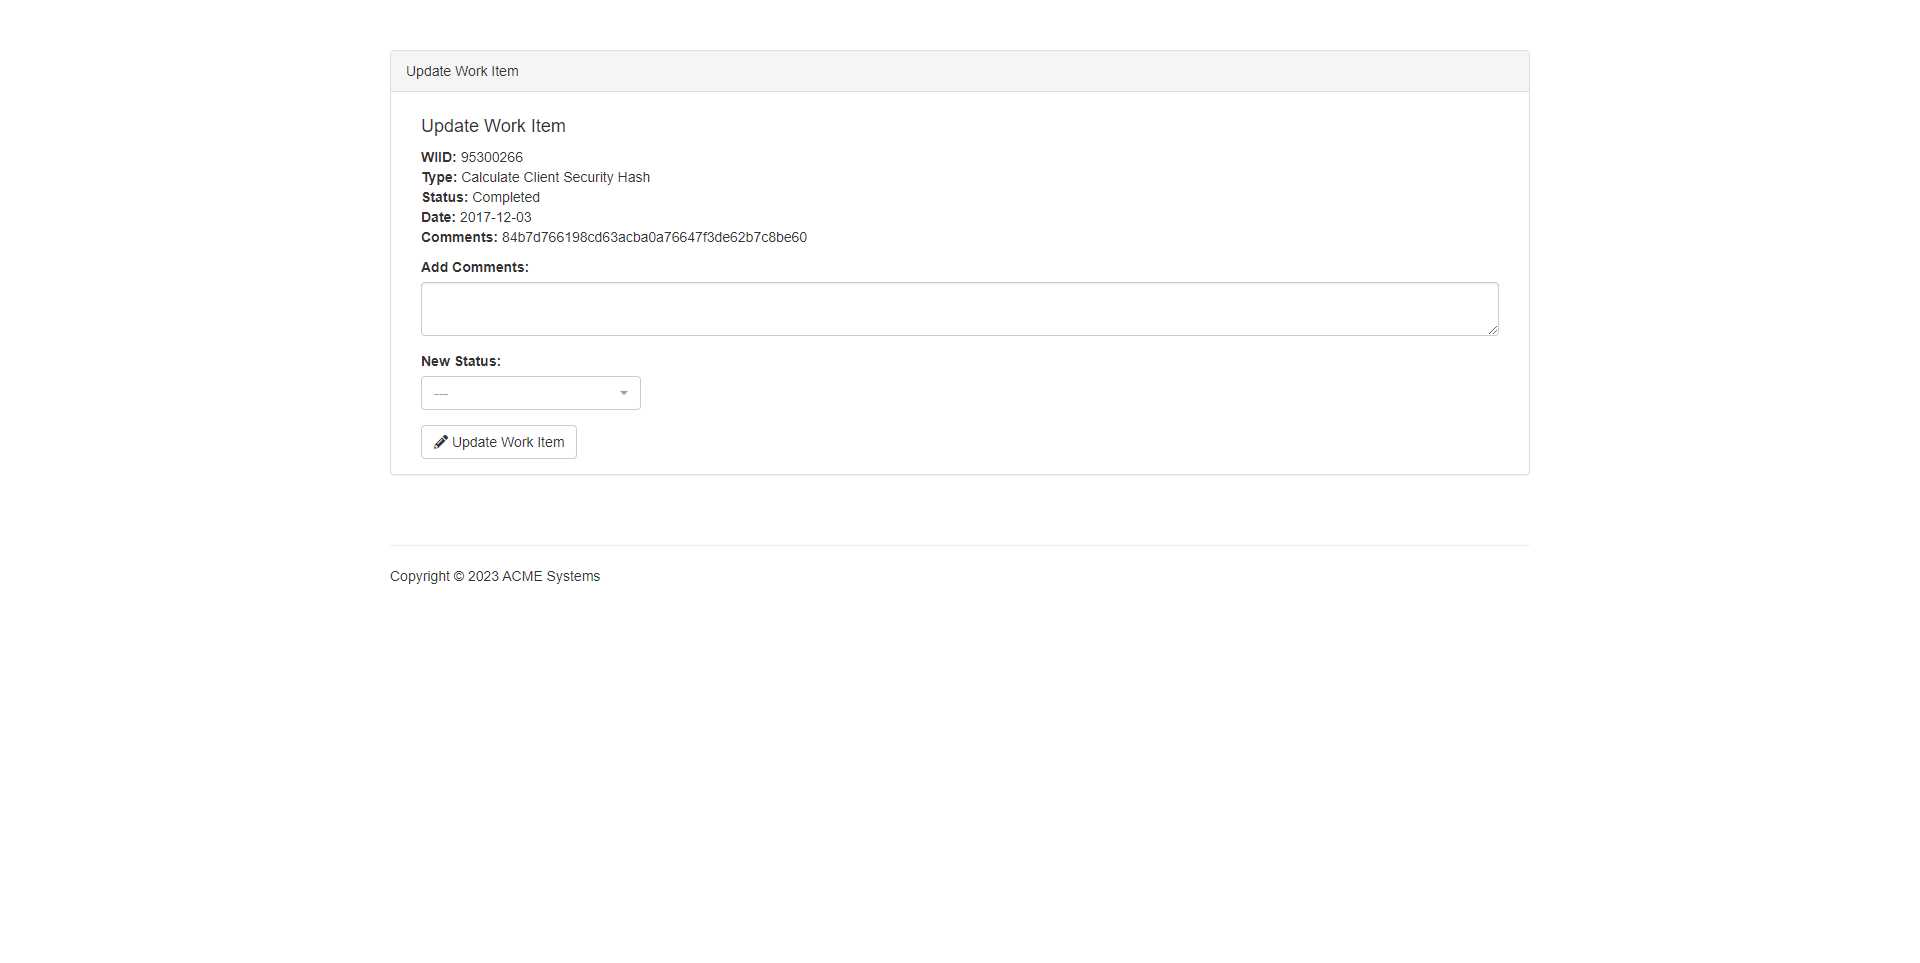 Update Work Item
Update Work Item
WIID: 95300266
Type: Calculate Client Security Hash
Status: Completed
Date: 2017-12-03
Comments: 84b7d766198cd63acba0a76647f3de62b7c8be60
Add Comments:
New Status:
---
Update Work Item
Copyright © 2023 ACME Systems